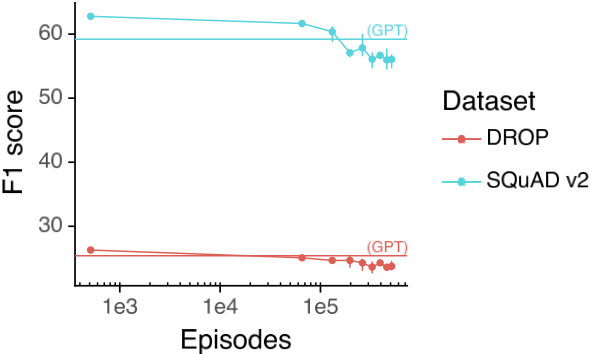 F1 score
60
50
40
30
(GPT)
(GPT)
1e3
1e4
1e5
Episodes
Dataset
DROP
SQuAD v2